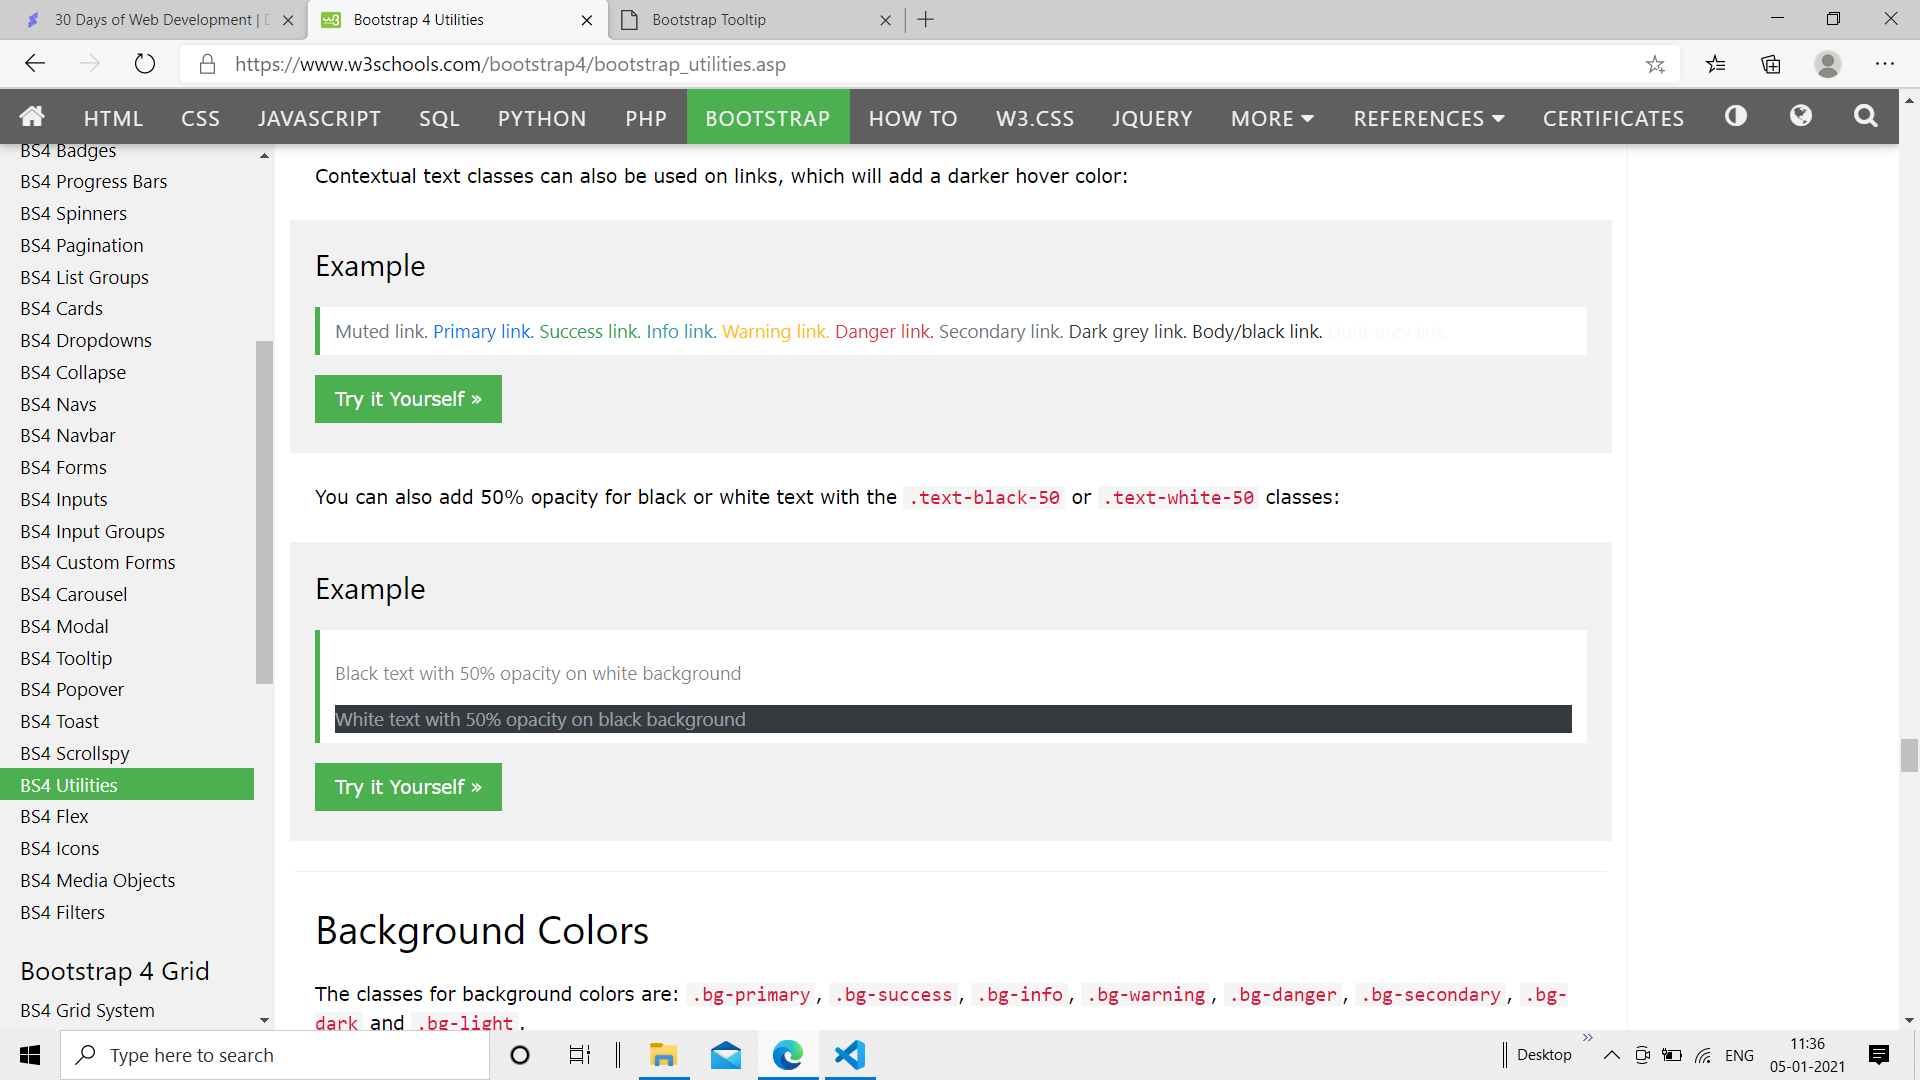 30 Days of Web Development |
Bootstrap 4 Utilities
Bootstrap Tooltip
https://www.w3schools.com/bootstrap4/bootstrap_utilities.asp
HTML CSS JAVASCRIPT SQL PYTHON PHP BOOTSTRAP HOW TO W3.CSS JQUERY MORE REFERENCES CERTIFICATES
BS4 Badges
BS4 Progress Bars
BS4 Spinners
BS4 Pagination
BS4 List Groups
BS4 Cards
BS4 Dropdowns
BS4 Collapse
BS4 Navs
BS4 Navbar
BS4 Forms
BS4 Inputs
BS4 Input Groups
BS4 Custom Forms
BS4 Carousel
BS4 Modal
BS4 Tooltip
BS4 Popover
BS4 Toast
BS4 Scrollspy
BS4 Utilities
BS4 Flex
BS4 Icons
BS4 Media Objects
BS4 Filters
Bootstrap 4 Grid
BS4 Grid System
Contextual text classes can also be used on links, which will add a darker hover color:
Example
Muted link. Primary link. Success link. Info link. Warning link. Danger link. Secondary link. Dark grey link. Body/black link. Light grey link.
Try it Yourself »
You can also add 50% opacity for black or white text with the .text-black-50 or .text-white-50 classes:
Example
Black text with 50% opacity on white background
White text with 50% opacity on black background
Try it Yourself »
Background Colors
The classes for background colors are: .bg-primary, .bg-success, .bg-info, .bg-warning, .bg-danger, .bg-secondary, .bg-
dark and .bg-light.
Type here to search
Desktop
ENG
11:36
05-01-2021